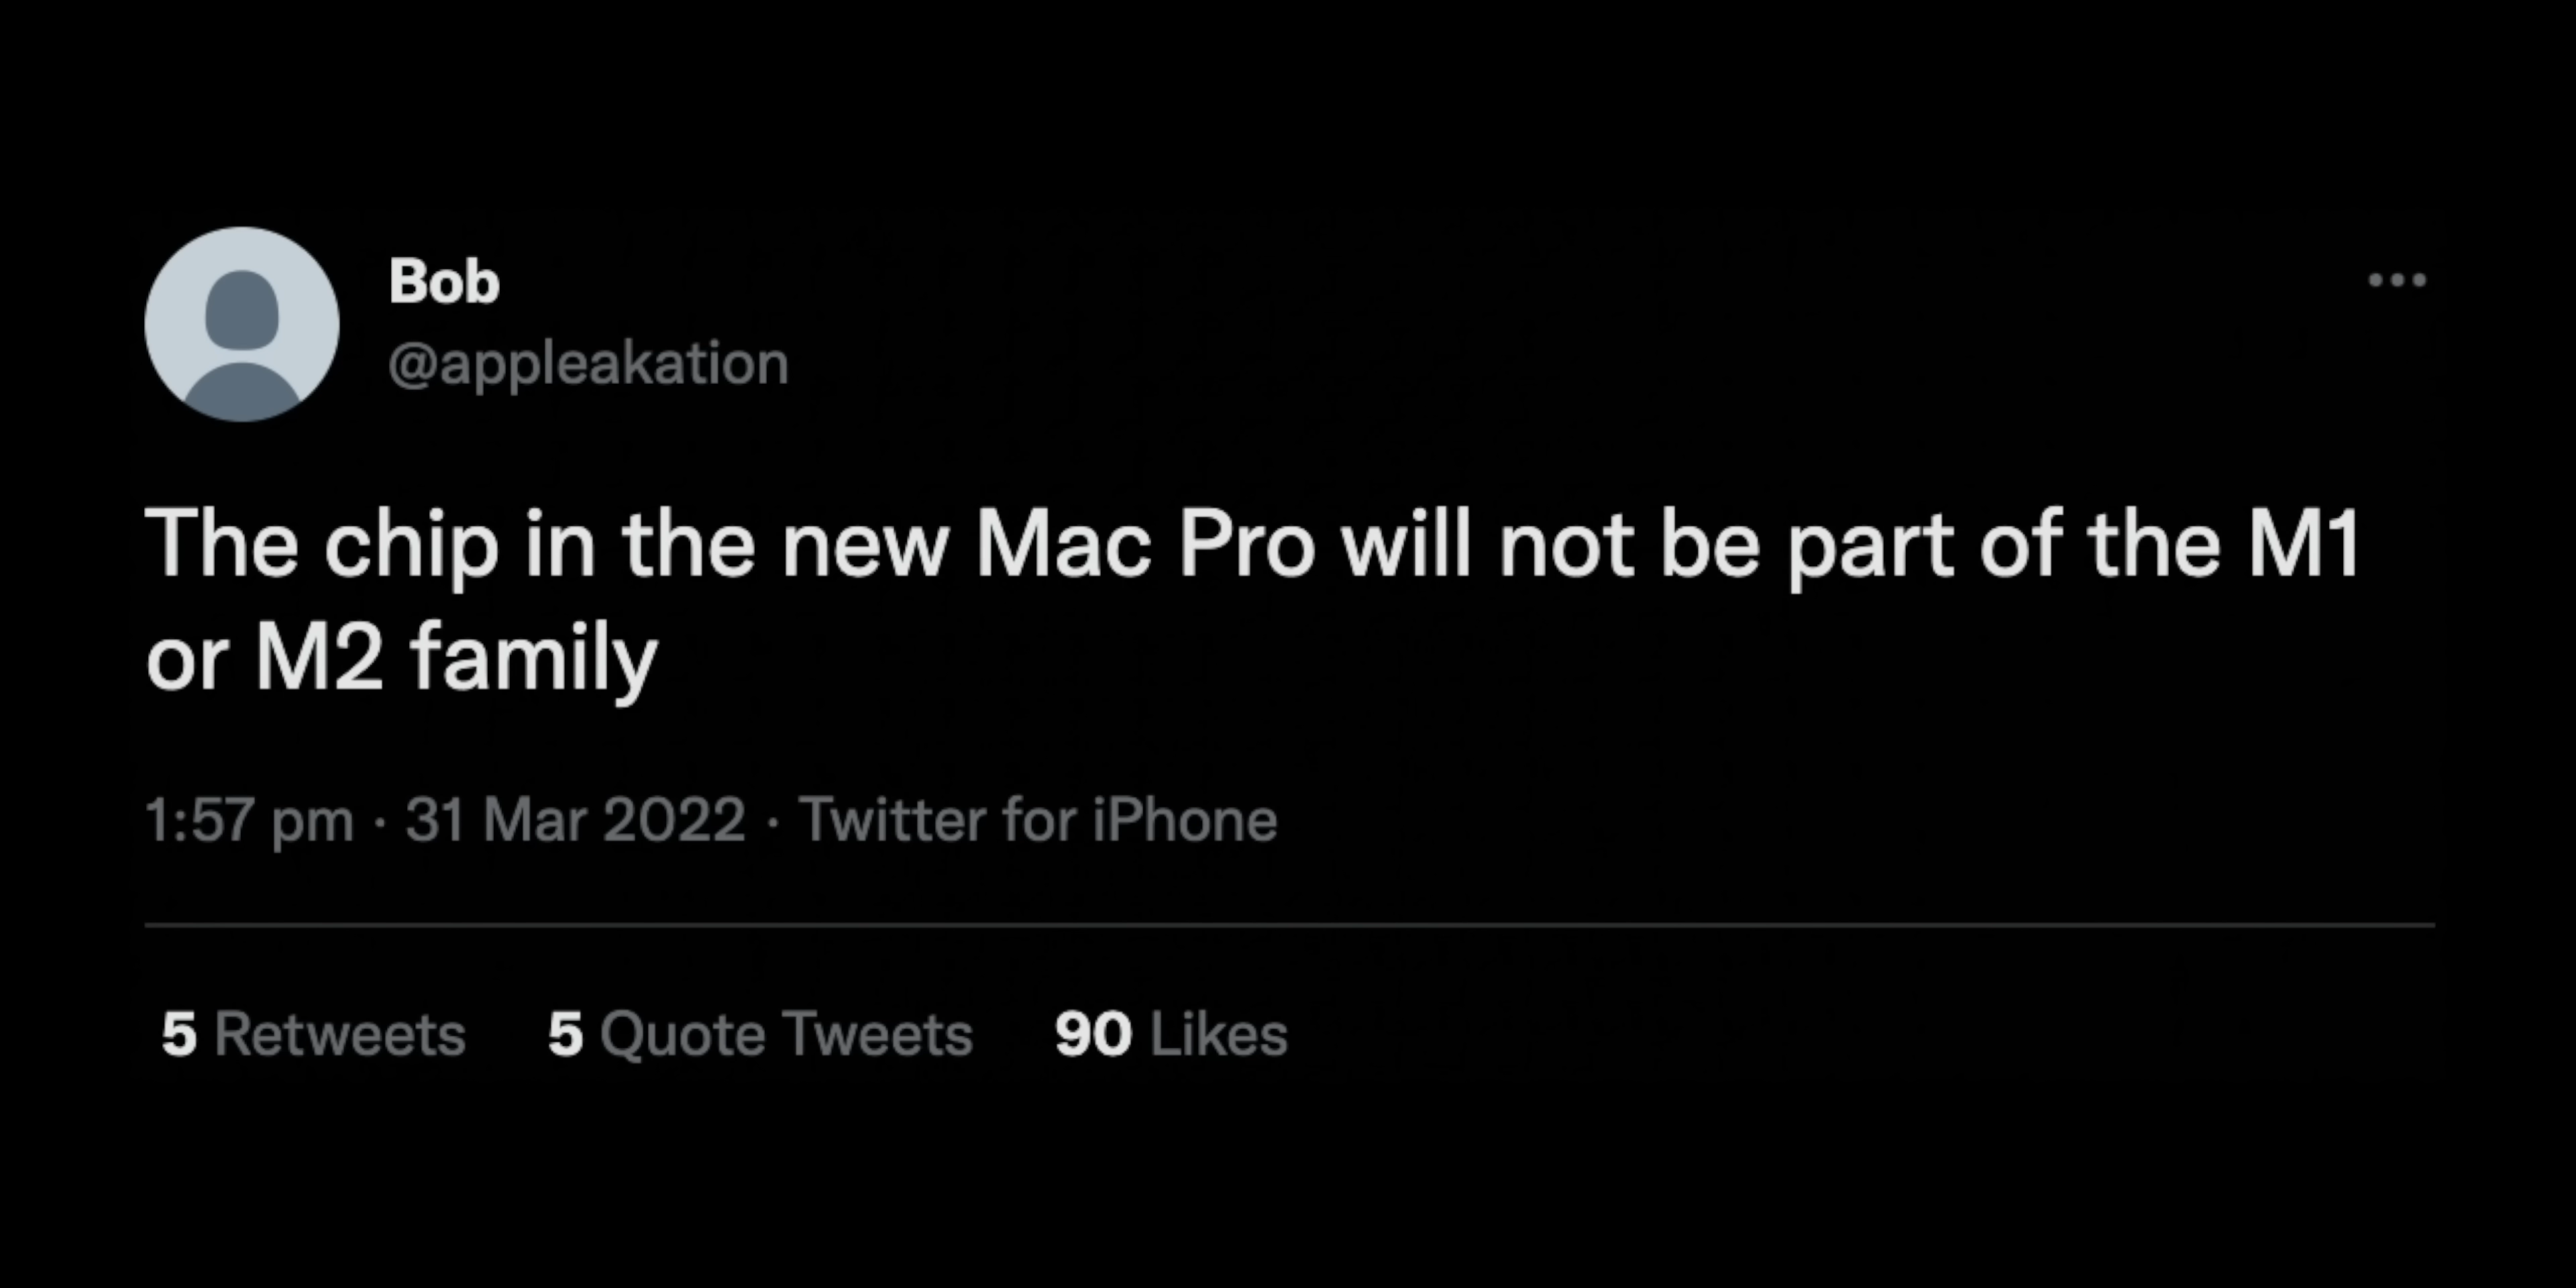 Bob
@appleakation
The chip in the new Mac Pro will not be part of the M1
or M2 family
1:57 pm · 31 Mar 2022 · Twitter for iPhone
5 Retweets 5 Quote Tweets 90 Likes